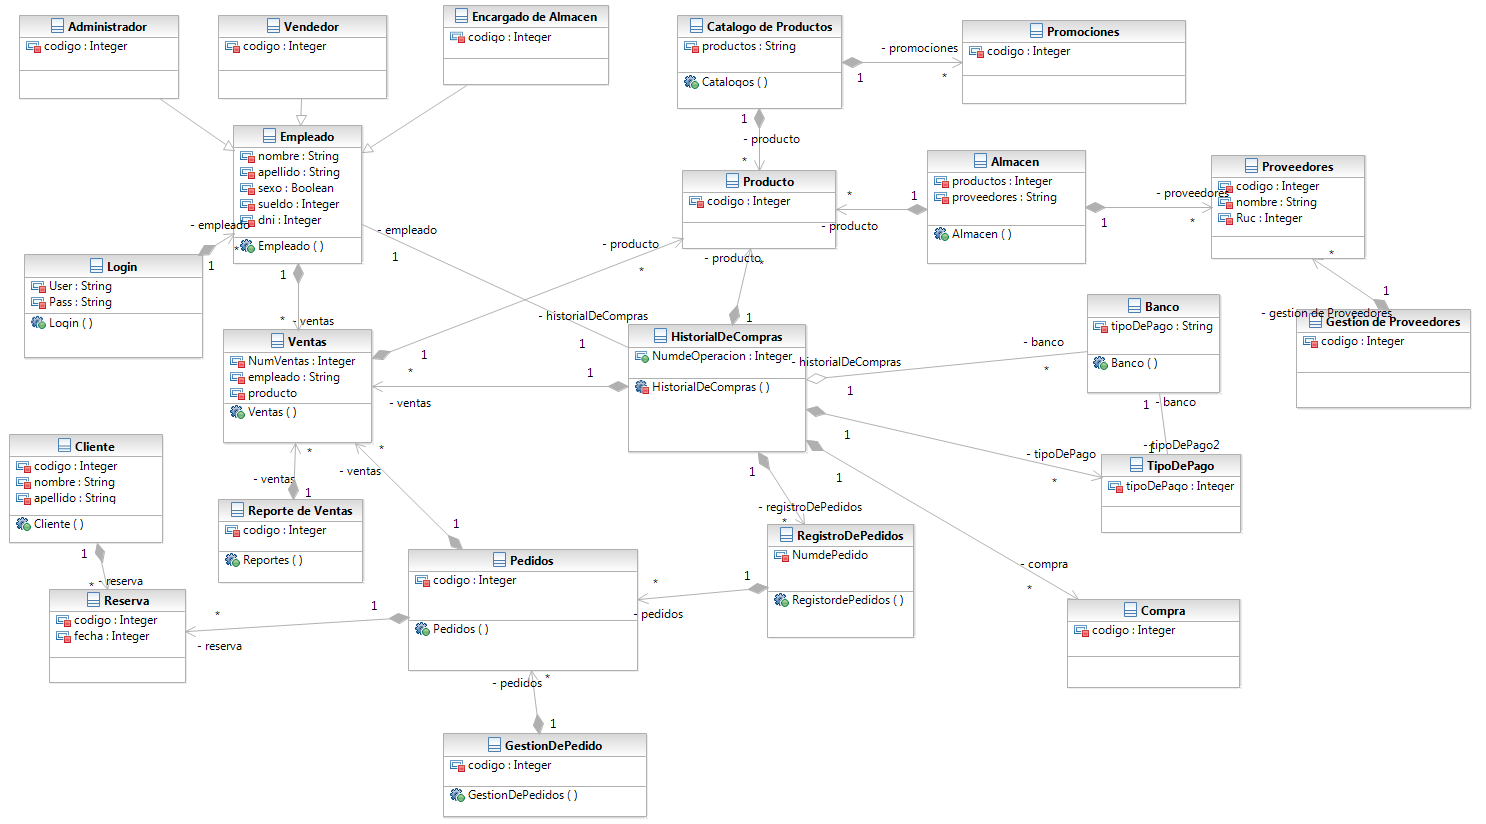 Administrador
codigo : Integer
Vendedor
codigo : Integer
Encargado de Almacen
codigo : Integer
Catalogo de Productos
productos : String
Catalogos ( )
- promociones
1
*
Promociones
codigo : Integer
Empleado
nombre : String
apellido : String
sexo : Boolean
sueldo : Integer
dni : Integer
Empleado ( )
1
- producto
*
Producto
codigo : Integer
*
1
- producto
Almacen
productos : Integer
proveedores : String
Almacen ( )
- proveedores
1
*
Proveedores
codigo : Integer
nombre : String
Ruc : Integer
*
1
- gestion de Proveedores
Gestion de Proveedores
codigo : Integer
- empleado
*
1
Login
User : String
Pass : String
Login ( )
1
* - ventas
- empleado
1
- historialDeCompras
1
- producto
*
1
- producto
*
1
Ventas
NumVentas : Integer
empleado : String
producto
Ventas ( )
*
1
- ventas
HistorialDeCompras
NumdeOperacion : Integer
HistorialDeCompras ( )
- historialDeCompras
1
- banco
*
Banco
tipoDePago : String
Banco ( )
1
- banco
- tipoDePago2
1
1
- tipoDePago
*
TipoDePago
tipoDePago : Integer
Cliente
codigo : Integer
nombre : String
apellido : String
Cliente ( )
*
- ventas
1
Reporte de Ventas
codigo : Integer
Reportes ( )
*
- ventas
1
1
- registroDePedidos
*
1
- compra
*
1
* - reserva
Reserva
codigo : Integer
fecha : Integer
*
1
- reserva
Pedidos
codigo : Integer
Pedidos ( )
*
1
- pedidos
RegistroDePedidos
NumdePedido
RegistordePedidos ( )
Compra
codigo : Integer
- pedidos
*
1
GestionDePedido
codigo : Integer
GestionDePedidos ( )